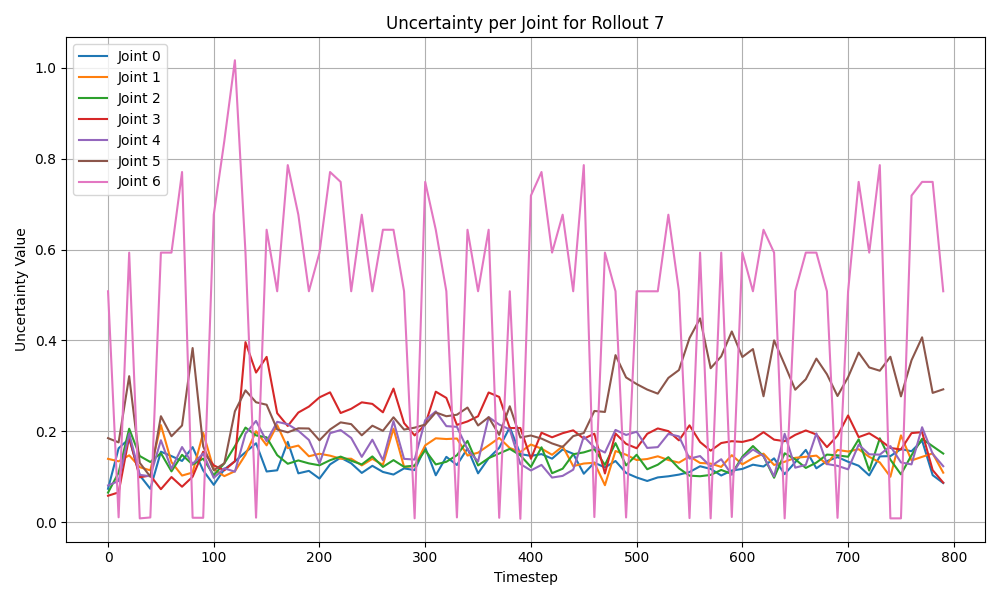 Uncertainty per Joint for Rollout 7
Joint 0
Joint 1
Joint 2
Joint 3
Joint 4
Joint 5
Joint 6
Uncertainty Value
1.0
0.8
0.6
0.4
0.2
0.0
0 100 200 300 400 500 600 700 800
Timestep